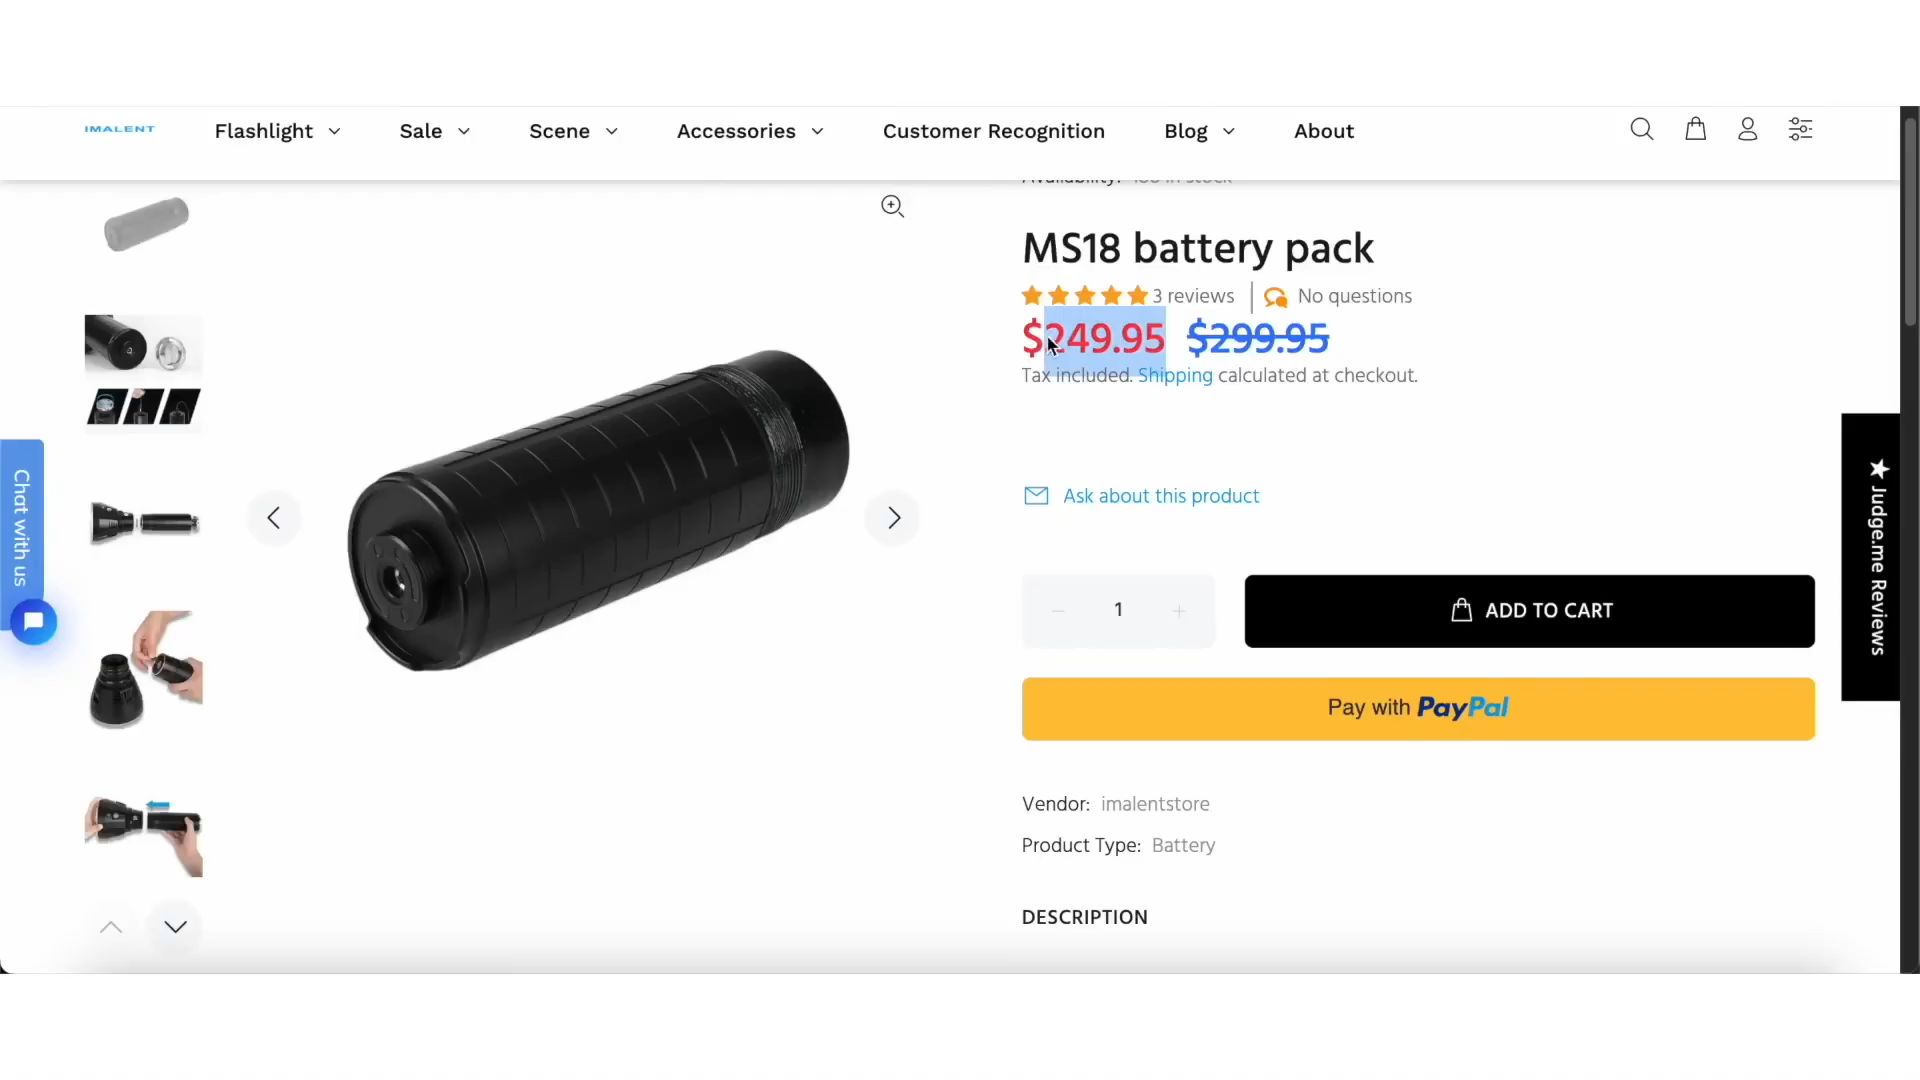 IMALENT
Flashlight
Sale
Scene
Accessories
Customer Recognition
Blog
About
Availability:
MS18 battery pack
3 reviews
No questions
$249.95 $299.95
Tax included. Shipping calculated at checkout.
Ask about this product
1
ADD TO CART
Pay with PayPal
Vendor: imalentstore
Product Type: Battery
DESCRIPTION
Chat with us
★ Judge.me Reviews